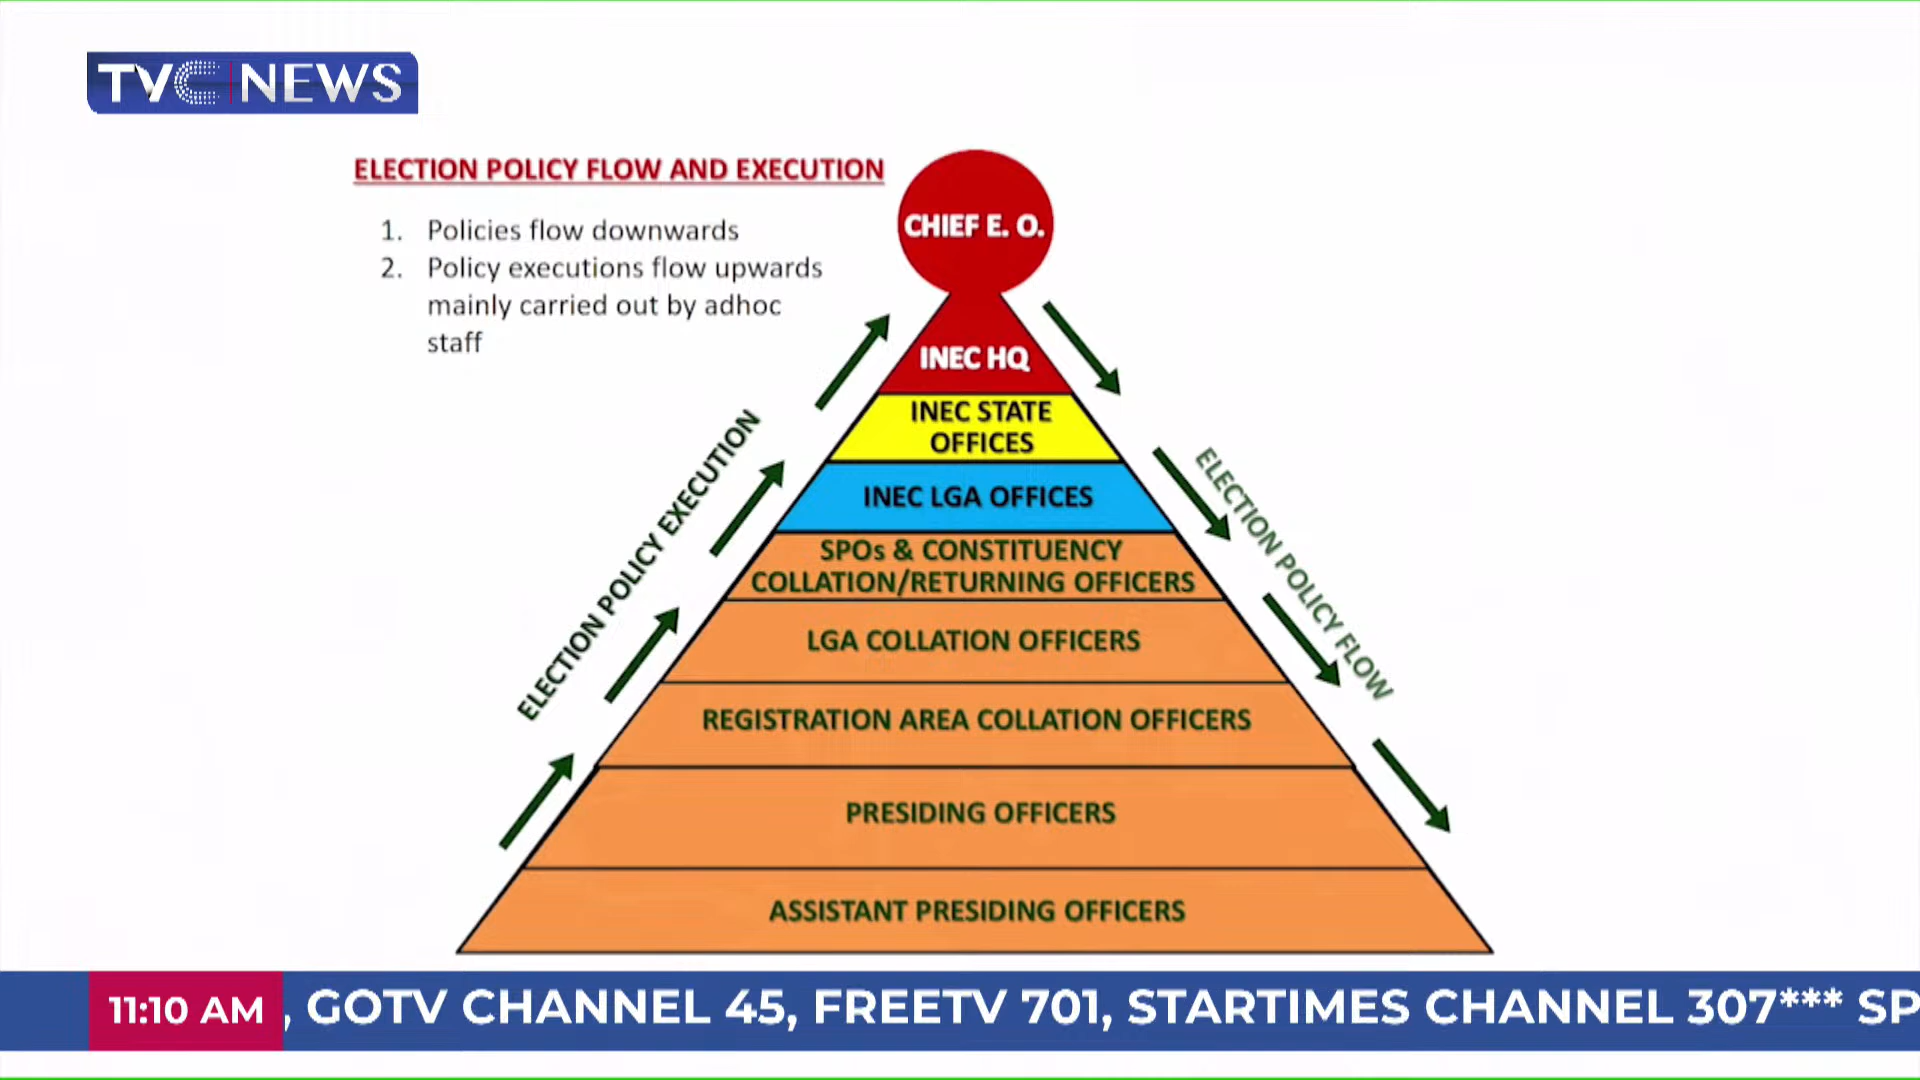 TVC NEWS
ELECTION POLICY FLOW AND EXECUTION
1. Policies flow downwards
2. Policy executions flow upwards
mainly carried out by adhoc
staff
CHIEF E. O.
INEC HQ
INEC STATE
OFFICES
INEC LGA OFFICES
SPOs & CONSTITUENCY
COLLATION/RETURNING OFFICERS
LGA COLLATION OFFICERS
REGISTRATION AREA COLLATION OFFICERS
PRESIDING OFFICERS
ASSISTANT PRESIDING OFFICERS
ELECTION POLICY EXECUTION
ELECTION POLICY FLOW
11:10 AM
, GOTV CHANNEL 45, FREETV 701, STARTIMES CHANNEL 307*** SP